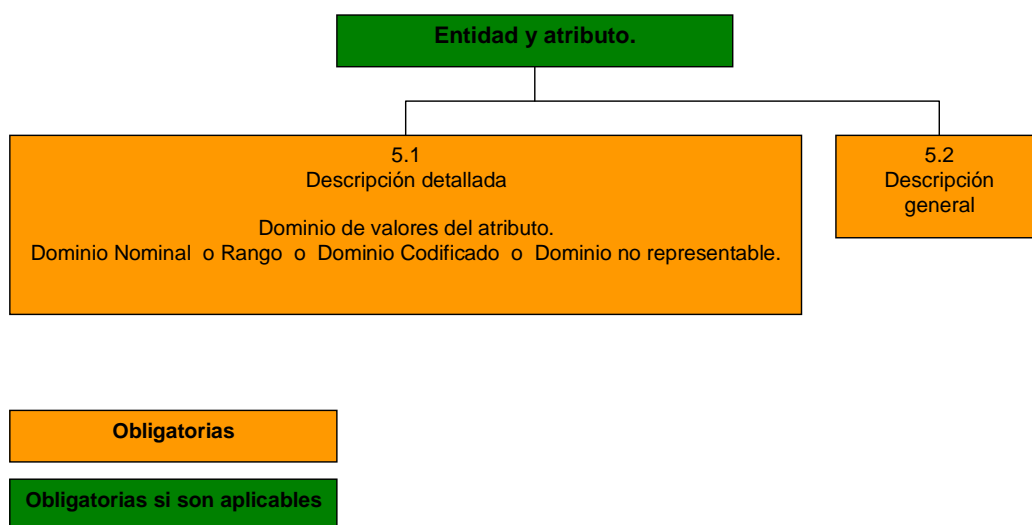 Entidad y atributo.
5.1
Descripción detallada
Dominio de valores del atributo.
Dominio Nominal o Rango o Dominio Codificado o Dominio no representable.
5.2
Descripción
general
Obligatorias
Obligatorias si son aplicables